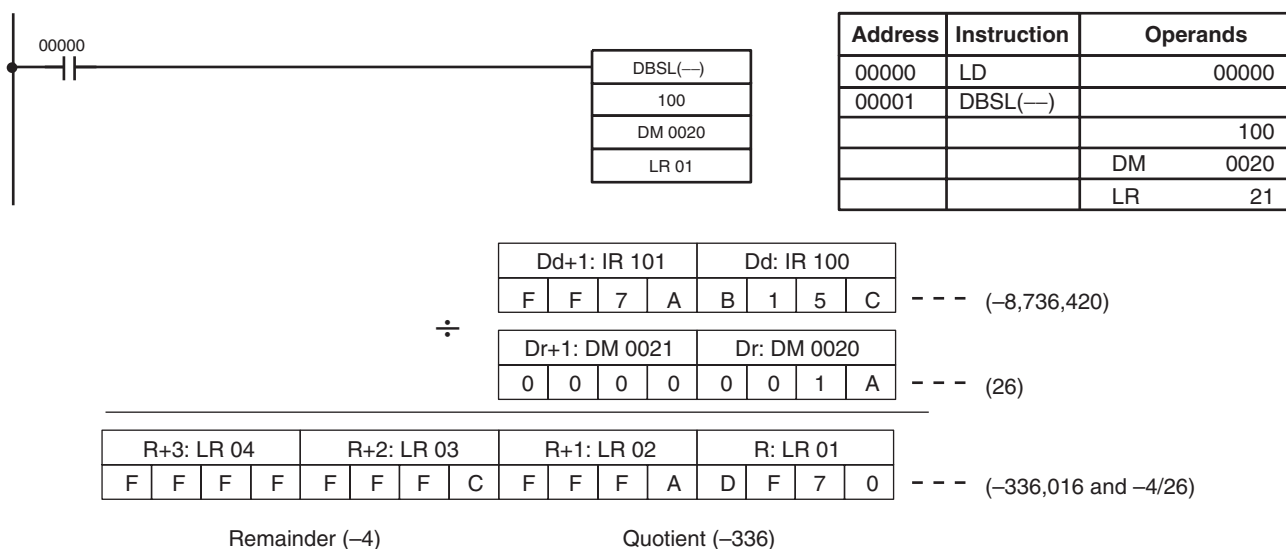 00000
DBSL(––)
100
DM 0020
LR 01
Address Instruction Operands
00000 LD 00000
00001 DBSL(––)
100
DM 0020
LR 21
Dd+1: IR 101 Dd: IR 100
F F 7 A B 1 5 C – – – (–8,736,420)
÷
Dr+1: DM 0021 Dr: DM 0020
0 0 0 0 0 0 1 A – – – (26)
R+3: LR 04 R+2: LR 03 R+1: LR 02 R: LR 01
F F F F F F F C F F F A D F 7 0 – – – (–336,016 and –4/26)
Remainder (–4) Quotient (–336)